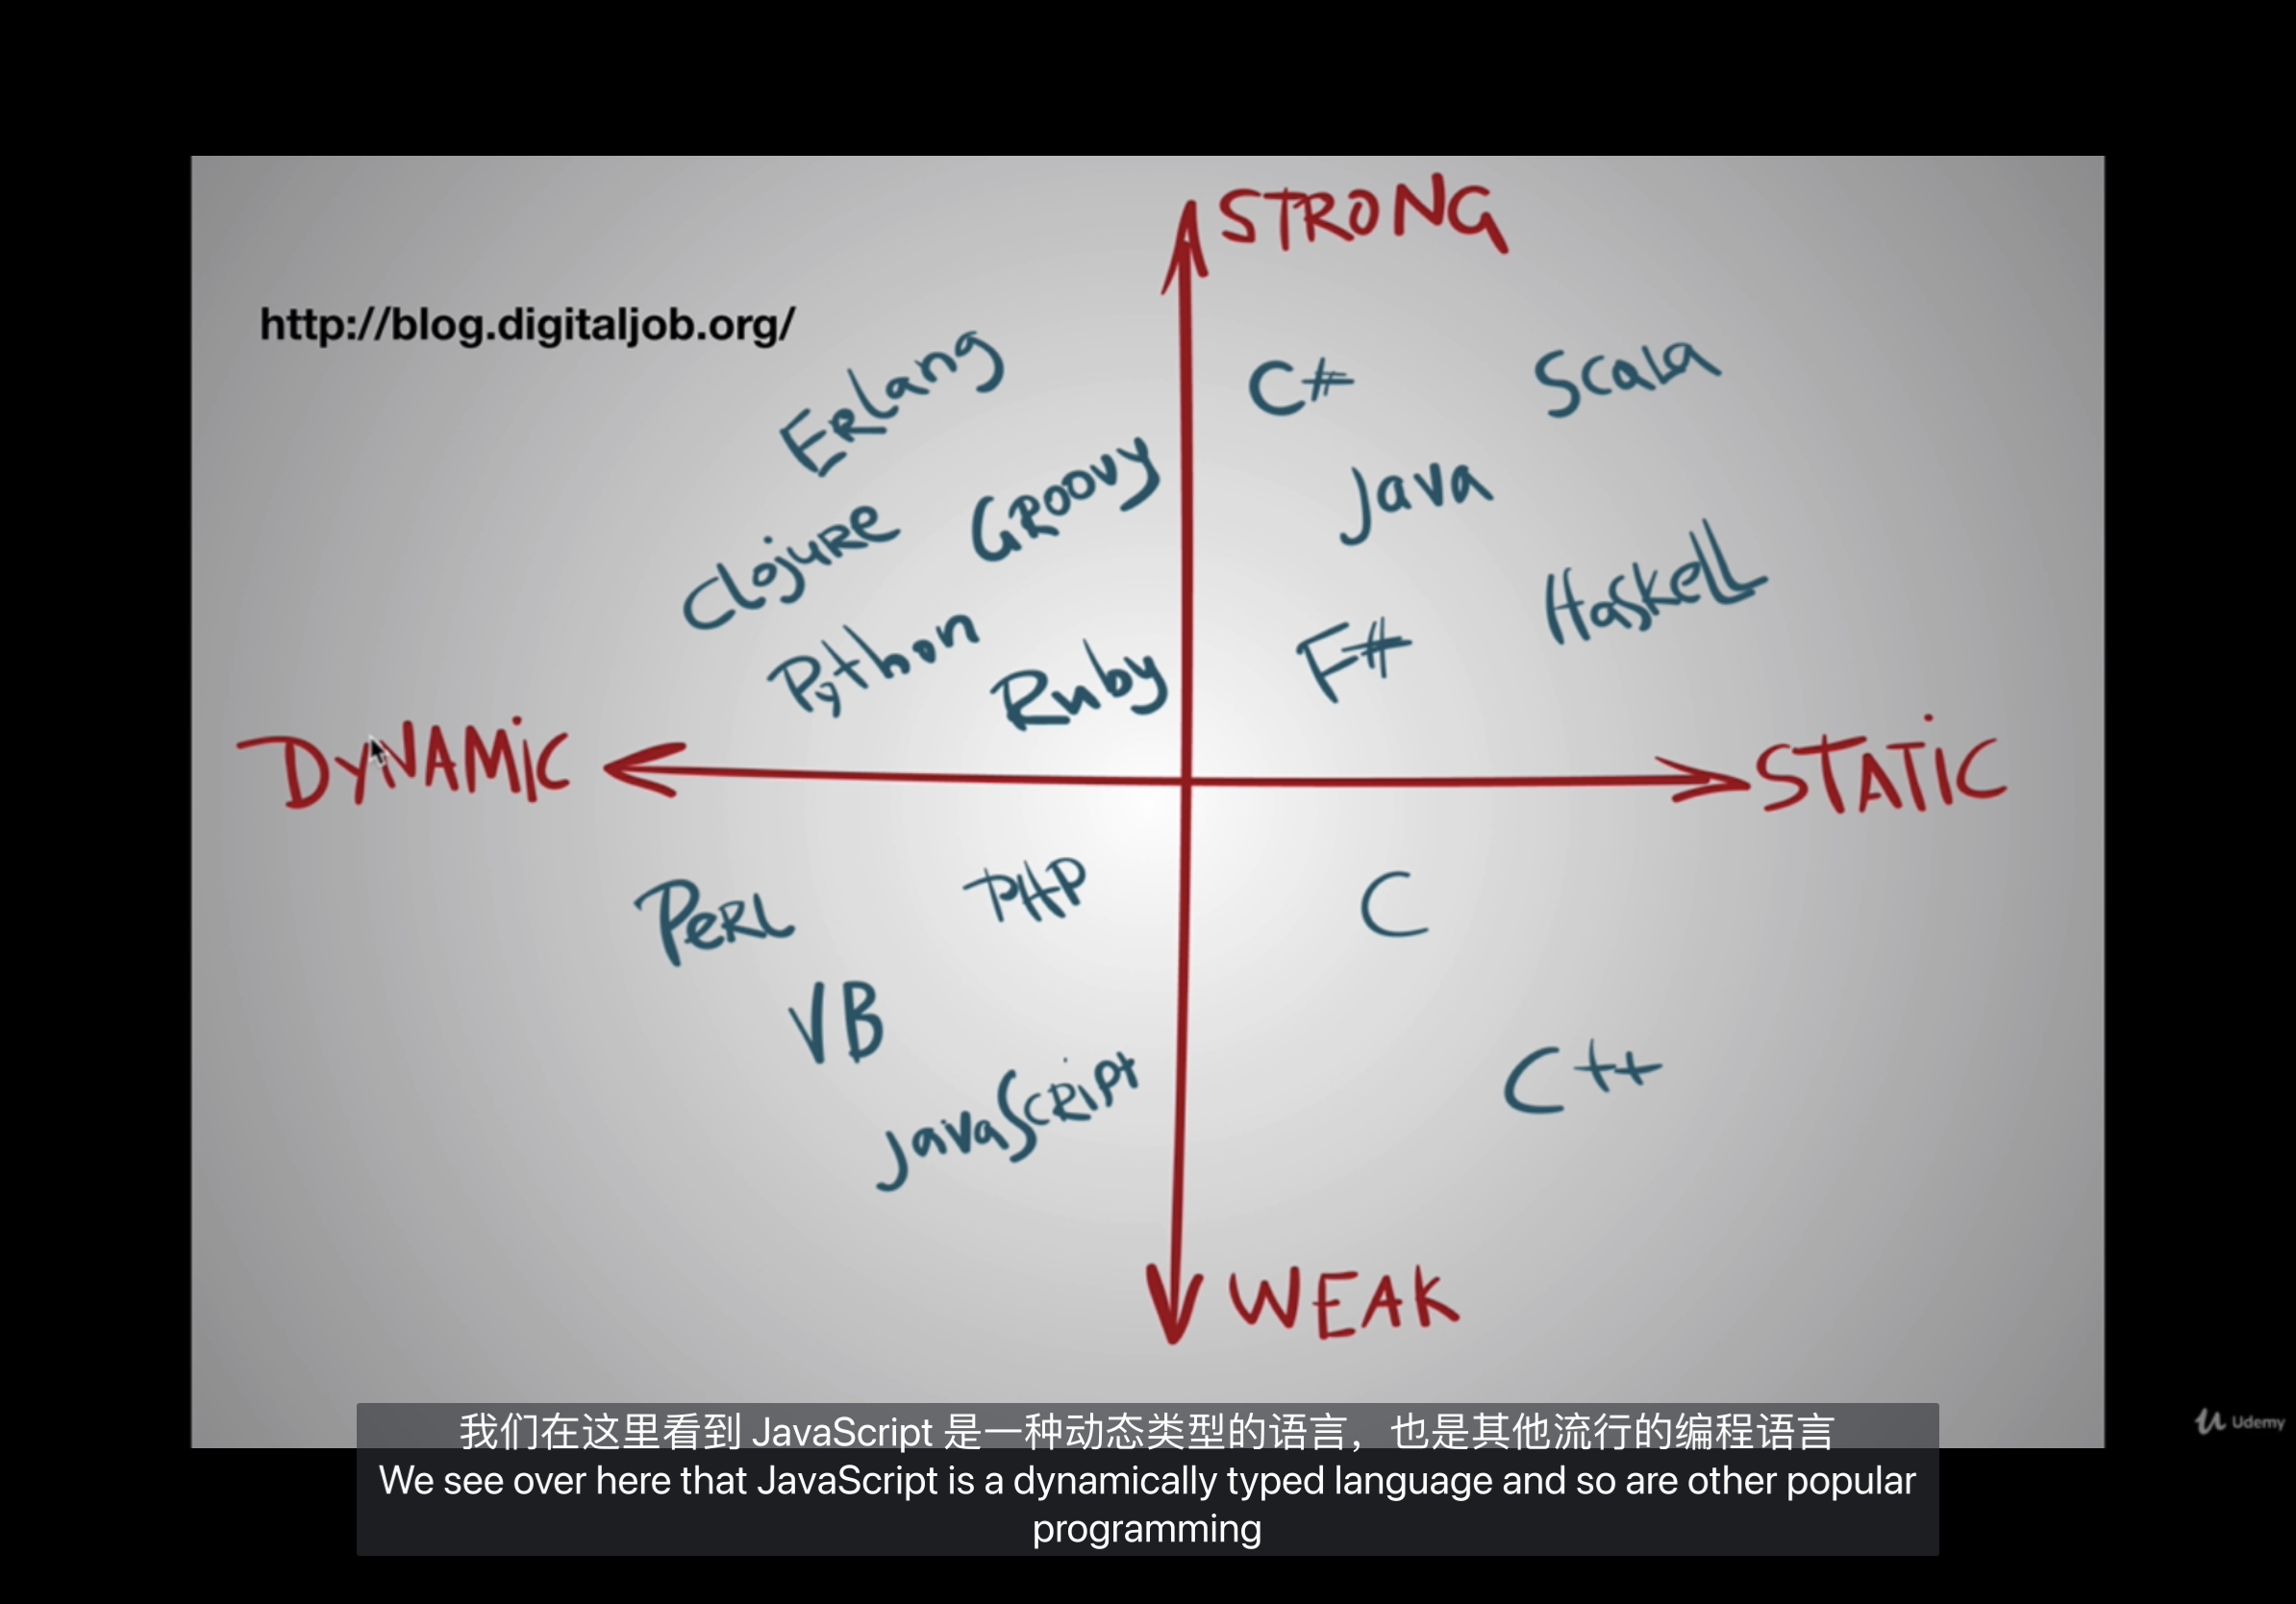 STRONG
http://blog.digitaljob.org/
Erlang
C#
Scala
Groovy
Java
Clojure
Haskell
Python
Ruby
F#
DYNAMiC
STATiC
PERL
PHP
C
VB
C++
JavaScript
WEAK
我们在这里看到 JavaScript 是一种动态类型的语言，也是其他流行的编程语言
We see over here that JavaScript is a dynamically typed language and so are other popular
programming
Udemy